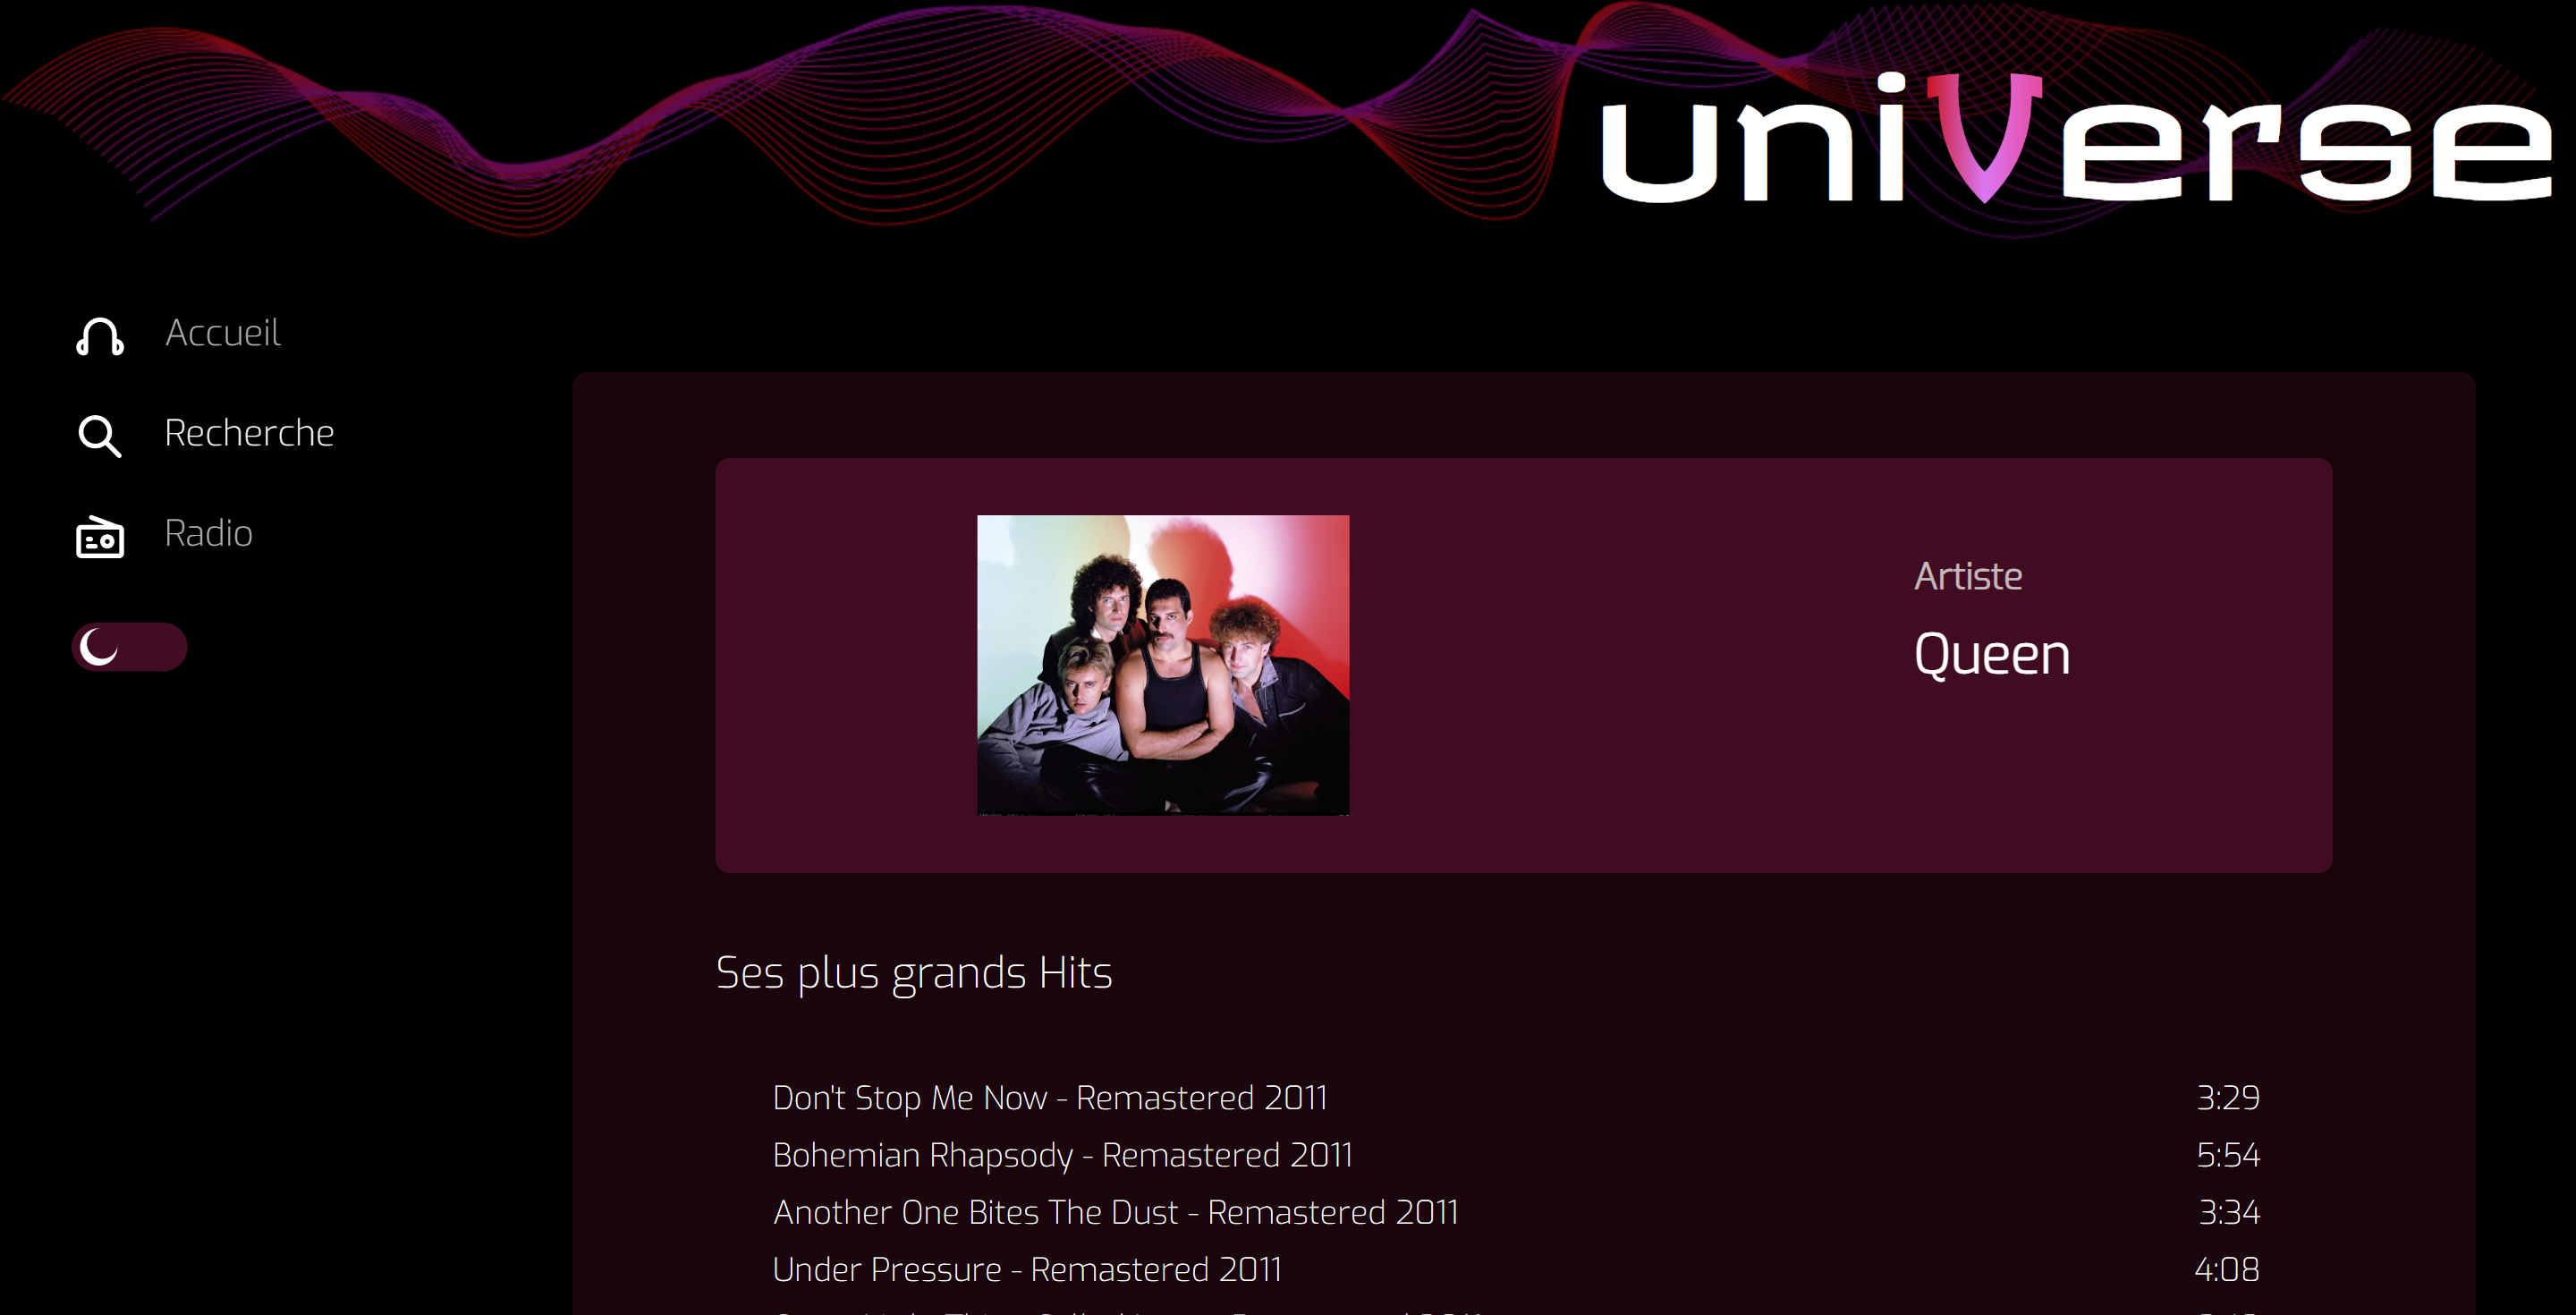 uniVerse
Accueil
Recherche
Radio
Artiste
Queen
Ses plus grands Hits
Don't Stop Me Now - Remastered 2011 3:29
Bohemian Rhapsody - Remastered 2011 5:54
Another One Bites The Dust - Remastered 2011 3:34
Under Pressure - Remastered 2011 4:08